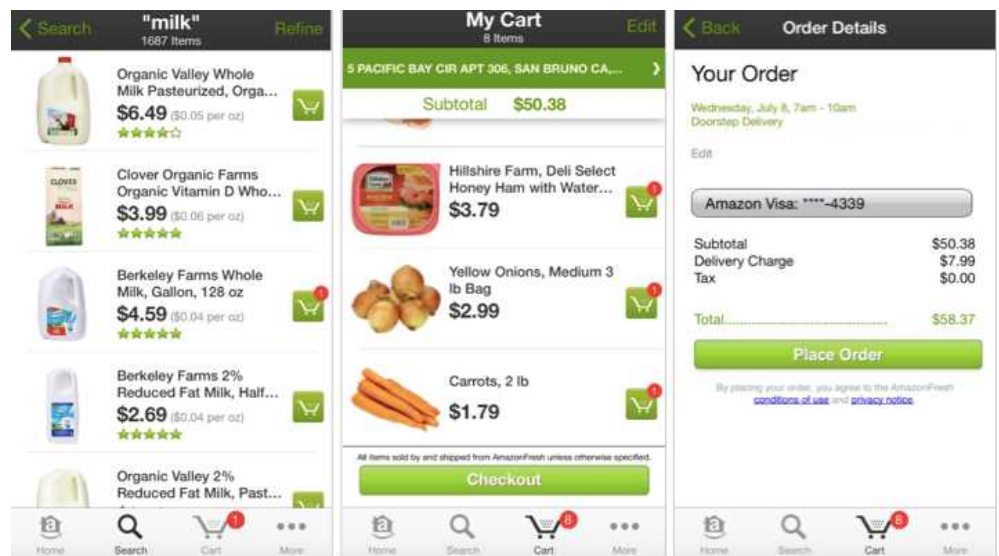 Search
"milk"
1687 Items
Refine
Organic Valley Whole
Milk Pasteurized, Orga...
$6.49 ($0.05 per oz)
CLOVER
MILK
Clover Organic Farms
Organic Vitamin D Who...
$3.99 ($0.06 per oz)
Berkeley Farms Whole
Milk, Gallon, 128 oz
$4.59 ($0.04 per oz)
1
Berkeley Farms 2%
Reduced Fat Milk, Half...
$2.69 ($0.04 per oz)
Organic Valley 2%
Reduced Fat Milk, Past...
Home
Search
1
Cart
More
My Cart
8 Items
Edit
5 PACIFIC BAY CIR APT 306, SAN BRUNO CA,...
Subtotal $50.38
Hillshire Farm, Deli Select
Honey Ham with Water...
$3.79
1
Yellow Onions, Medium 3
lb Bag
$2.99
1
Carrots, 2 lb
$1.79
1
All items sold by and shipped from AmazonFresh unless otherwise specified.
Checkout
Home
Search
8
Cart
More
Back
Order Details
Your Order
Wednesday, July 8, 7am - 10am
Doorstep Delivery
Edit
Amazon Visa: ****-4339
Subtotal $50.38
Delivery Charge $7.99
Tax $0.00
Total $58.37
Place Order
By placing your order, you agree to the AmazonFresh
conditions of use and privacy notice.
Home
Search
8
Cart
More